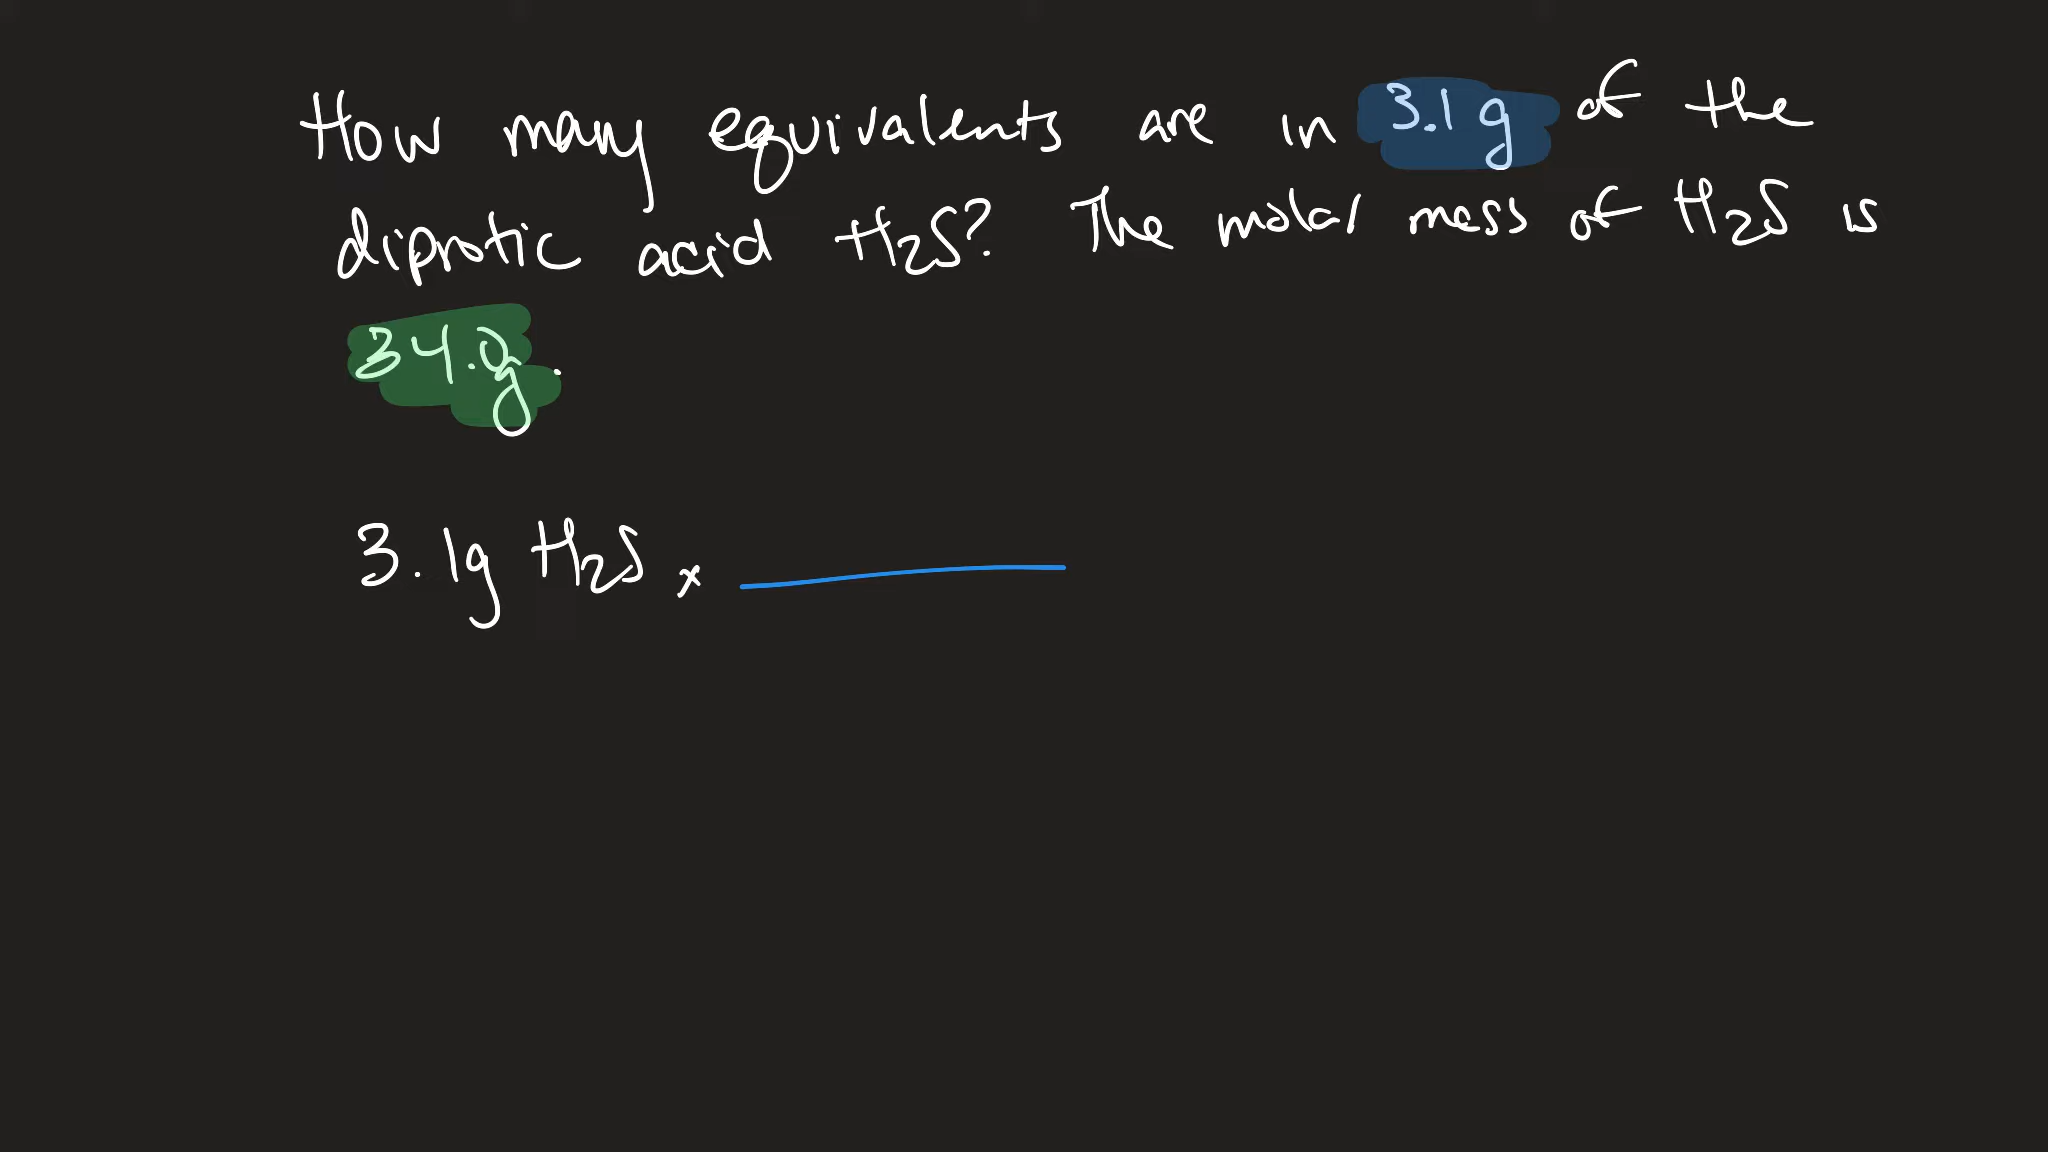 How many equivalents are in 3.1 g of the
diprotic acid H₂S? The molar mass of H₂S is
34.0g.
3.1g H₂S x